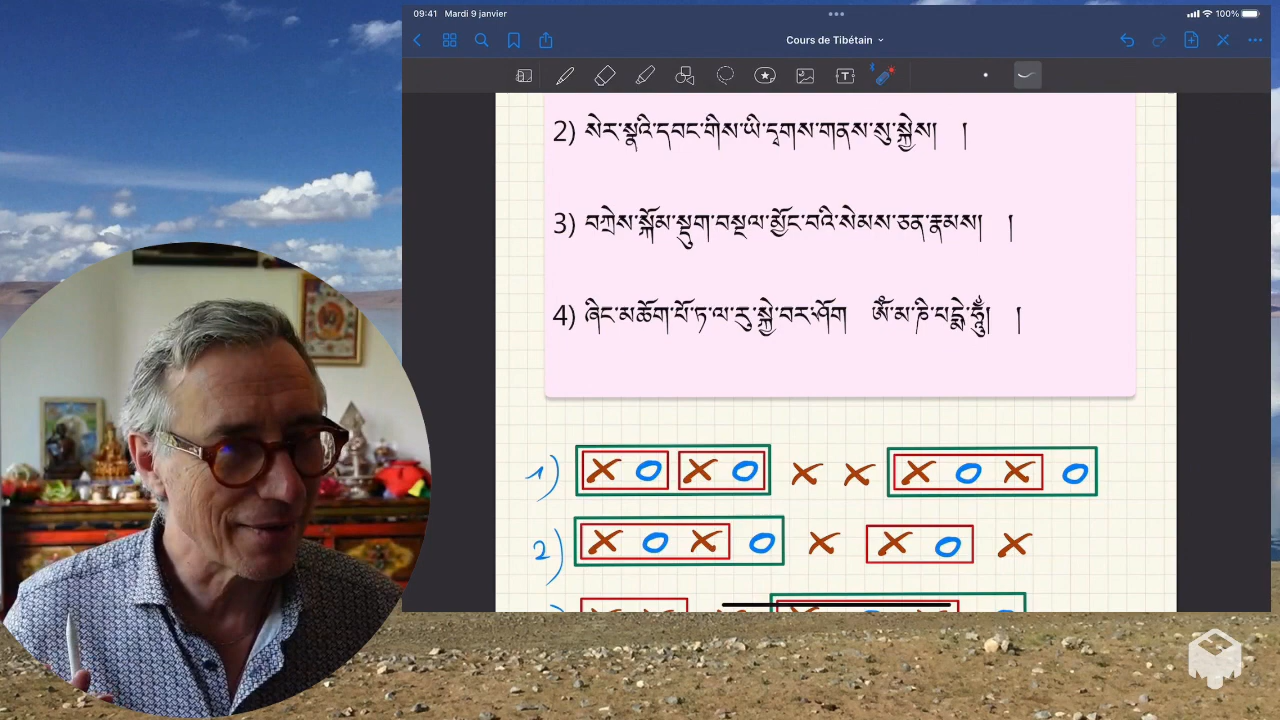 09:41 Mardi 9 janvier 100%
Cours de Tibétain
2) སེར་སྣའི་དབང་གིས་ཡི་དྭགས་གནས་སུ་སྐྱེས། །
3) བཀྲེས་སྐོམ་སྡུག་བསྔལ་མྱོང་བའི་སེམས་ཅན་རྣམས། །
4) ཞིང་མཆོག་པོ་ཏ་ལ་རུ་སྐྱེ་བར་ཤོག ཨོཾ་མ་ཎི་པདྨེ་ཧཱུྃ། །
1) X O X O X X X O X O
2) X O X O X X O X